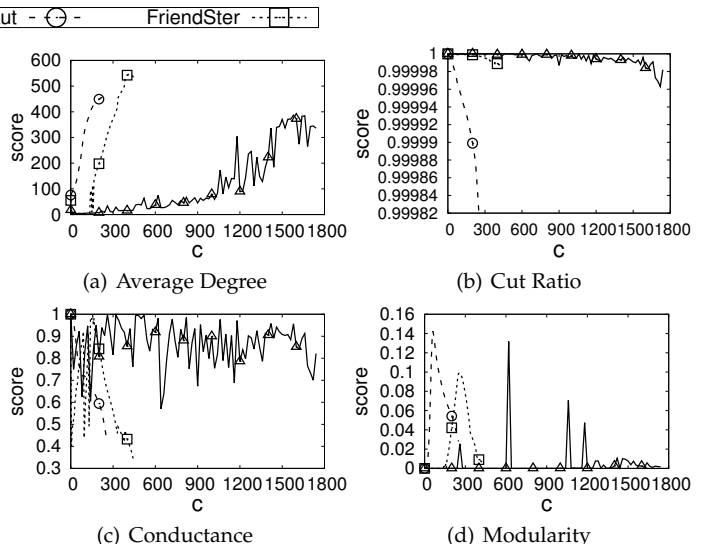 ut FriendSter
600
500
400
300
200
100
0
score
0 300 600 900 1200 1500 1800
c
(a) Average Degree
1
0.99998
0.99996
0.99994
0.99992
0.9999
0.99988
0.99986
0.99984
0.99982
score
0 300 600 900 1200 1500 1800
c
(b) Cut Ratio
1
0.9
0.8
0.7
0.6
0.5
0.4
0.3
score
0 300 600 900 1200 1500 1800
c
(c) Conductance
0.16
0.14
0.12
0.1
0.08
0.06
0.04
0.02
0
score
0 300 600 900 1200 1500 1800
c
(d) Modularity